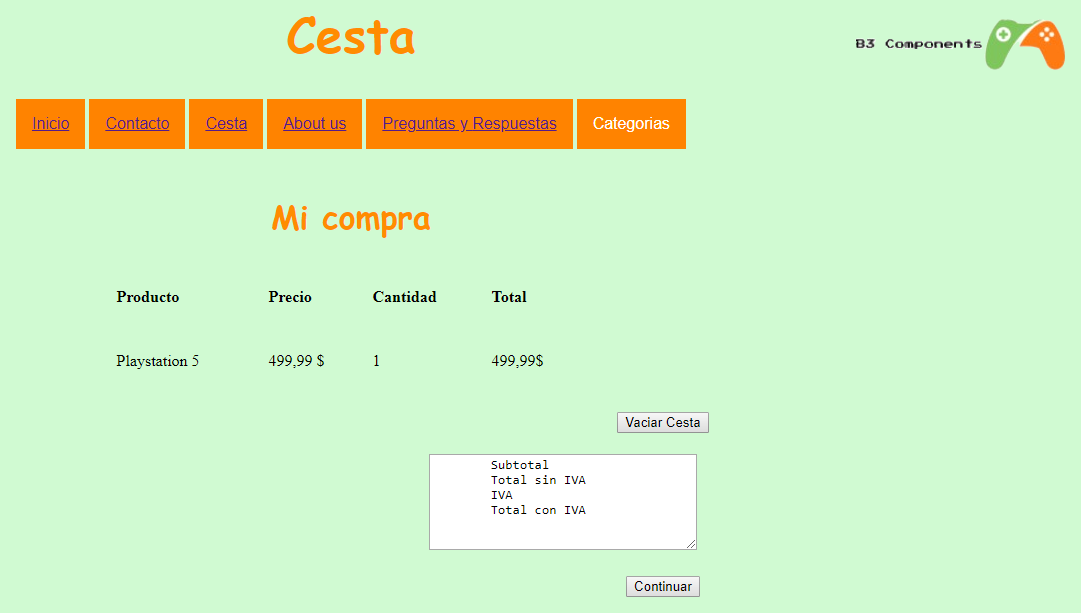 Cesta
B3 Components
Inicio Contacto Cesta About us Preguntas y Respuestas Categorias
Mi compra
Producto Precio Cantidad Total
Playstation 5 499,99 $ 1 499,99$
Vaciar Cesta
Subtotal
Total sin IVA
IVA
Total con IVA
Continuar